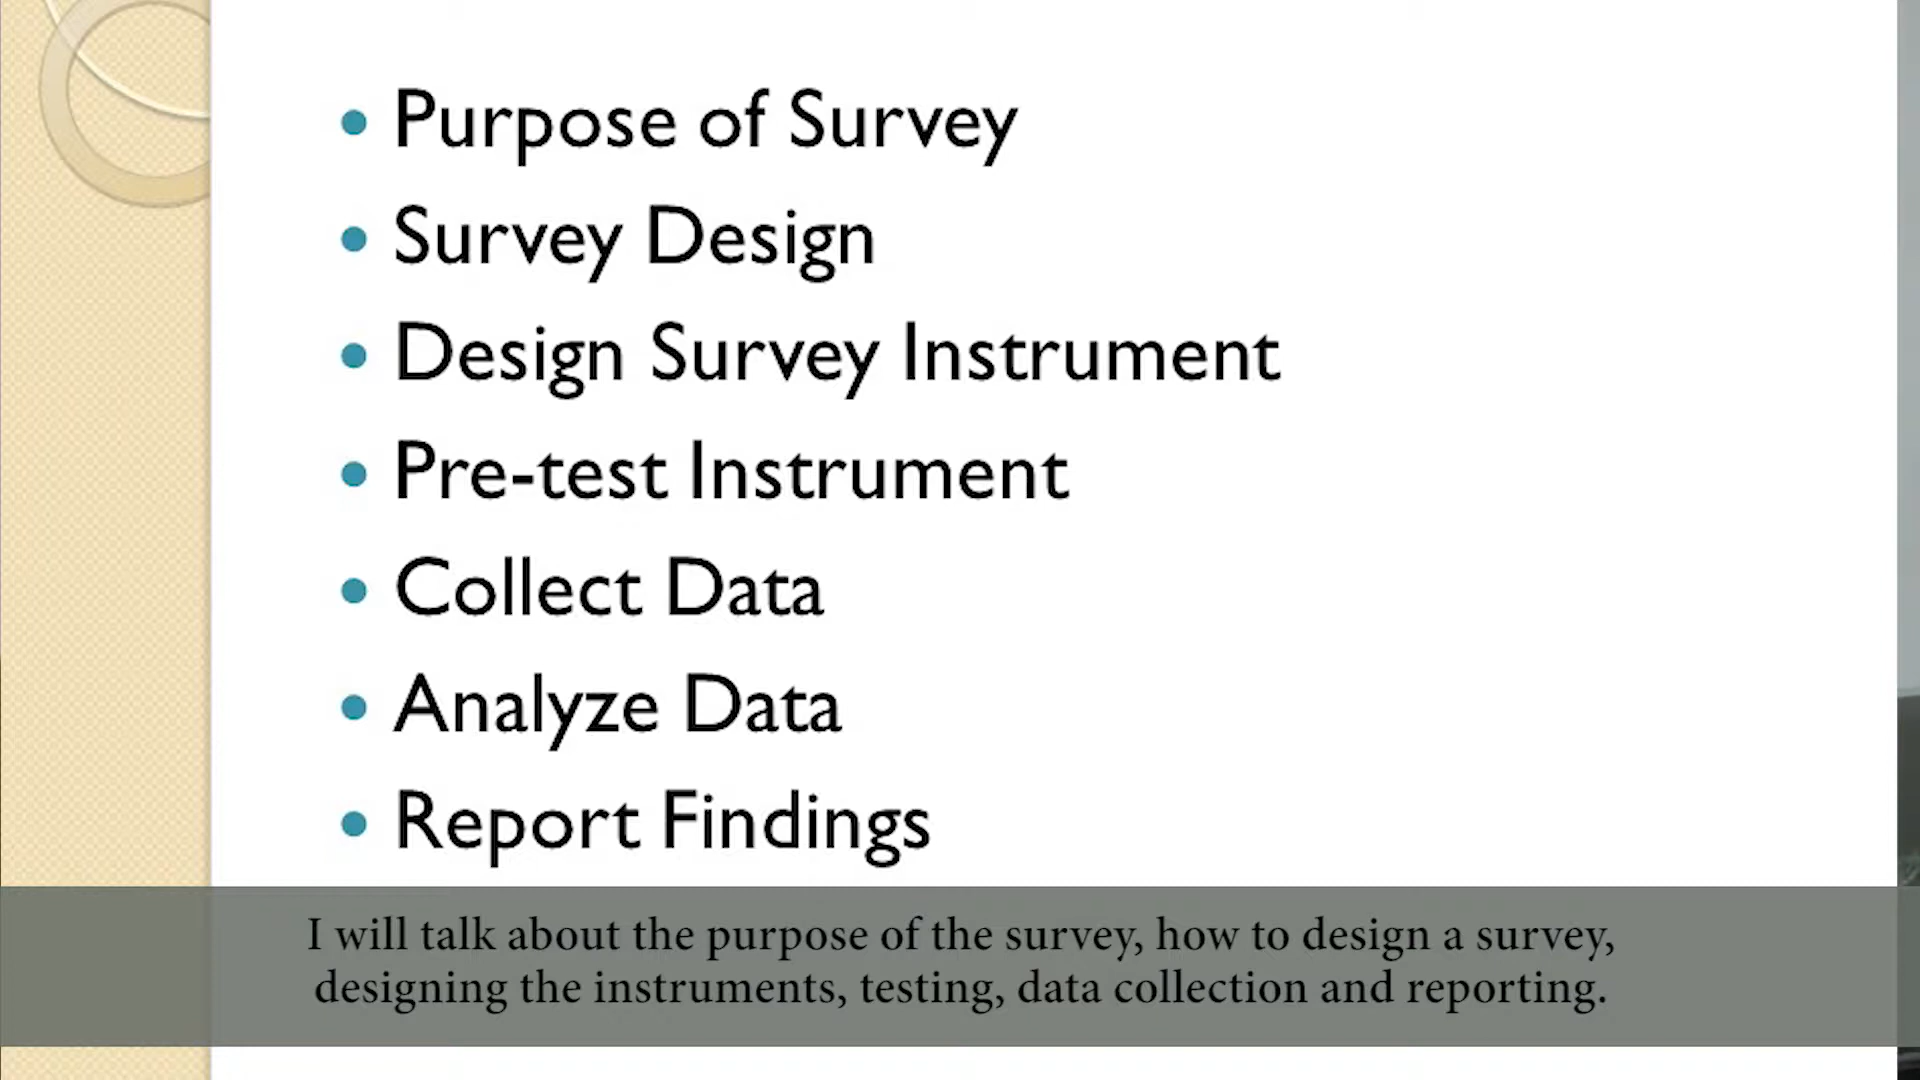 Purpose of Survey
Survey Design
Design Survey Instrument
Pre-test Instrument
Collect Data
Analyze Data
Report Findings
I will talk about the purpose of the survey, how to design a survey,
designing the instruments, testing, data collection and reporting.